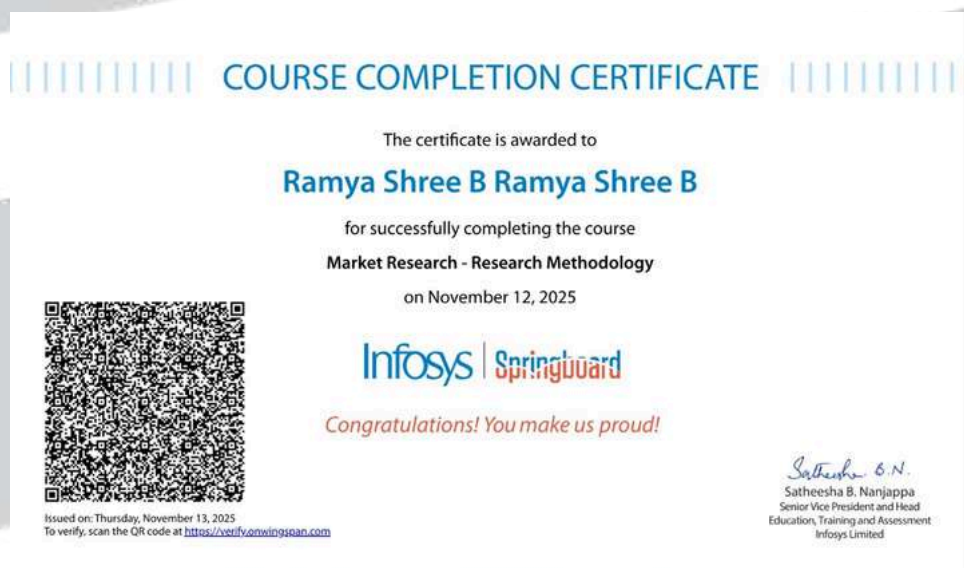 COURSE COMPLETION CERTIFICATE
The certificate is awarded to
Ramya Shree B Ramya Shree B
for successfully completing the course
Market Research - Research Methodology
on November 12, 2025
Infosys | Springboard
Congratulations! You make us proud!
Satheesha B.N.
Satheesha B. Nanjappa
Senior Vice President and Head
Education, Training and Assessment
Infosys Limited
Issued on: Thursday, November 13, 2025
To verify, scan the QR code at https://verify.onwingspan.com